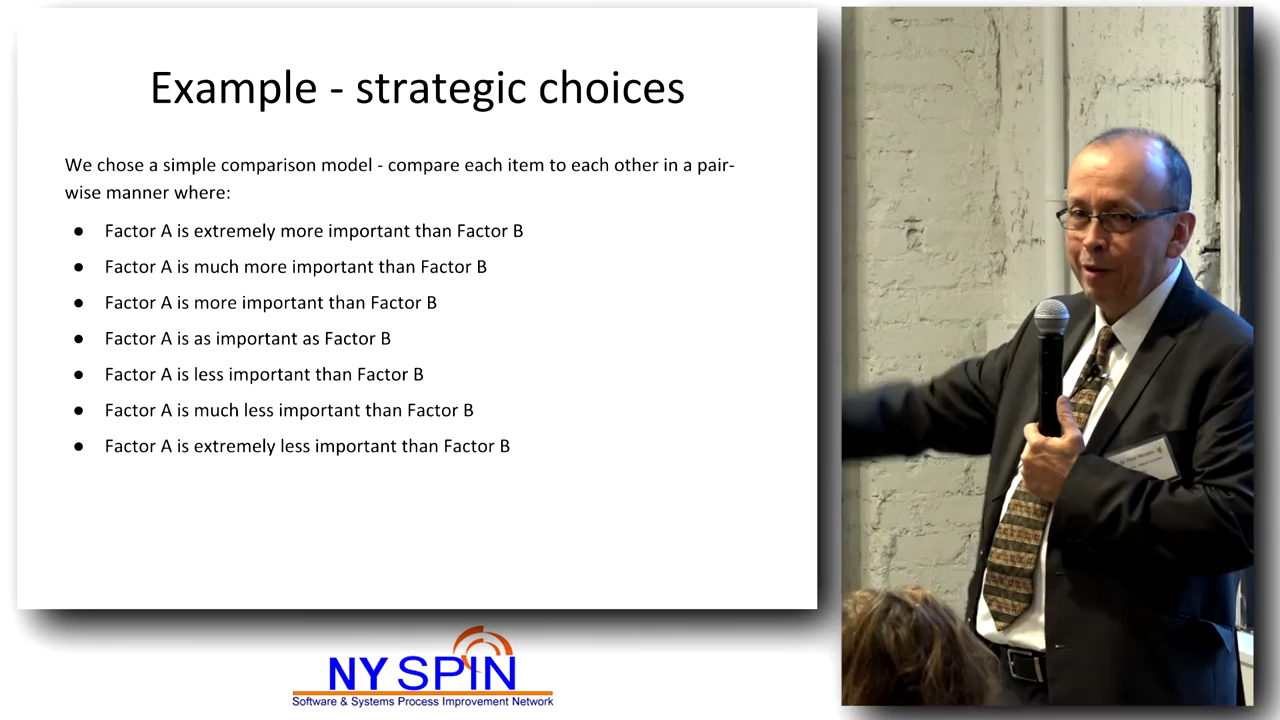 Example - strategic choices
We chose a simple comparison model - compare each item to each other in a pair-
wise manner where:
● Factor A is extremely more important than Factor B
● Factor A is much more important than Factor B
● Factor A is more important than Factor B
● Factor A is as important as Factor B
● Factor A is less important than Factor B
● Factor A is much less important than Factor B
● Factor A is extremely less important than Factor B
NY SPIN
Software & Systems Process Improvement Network